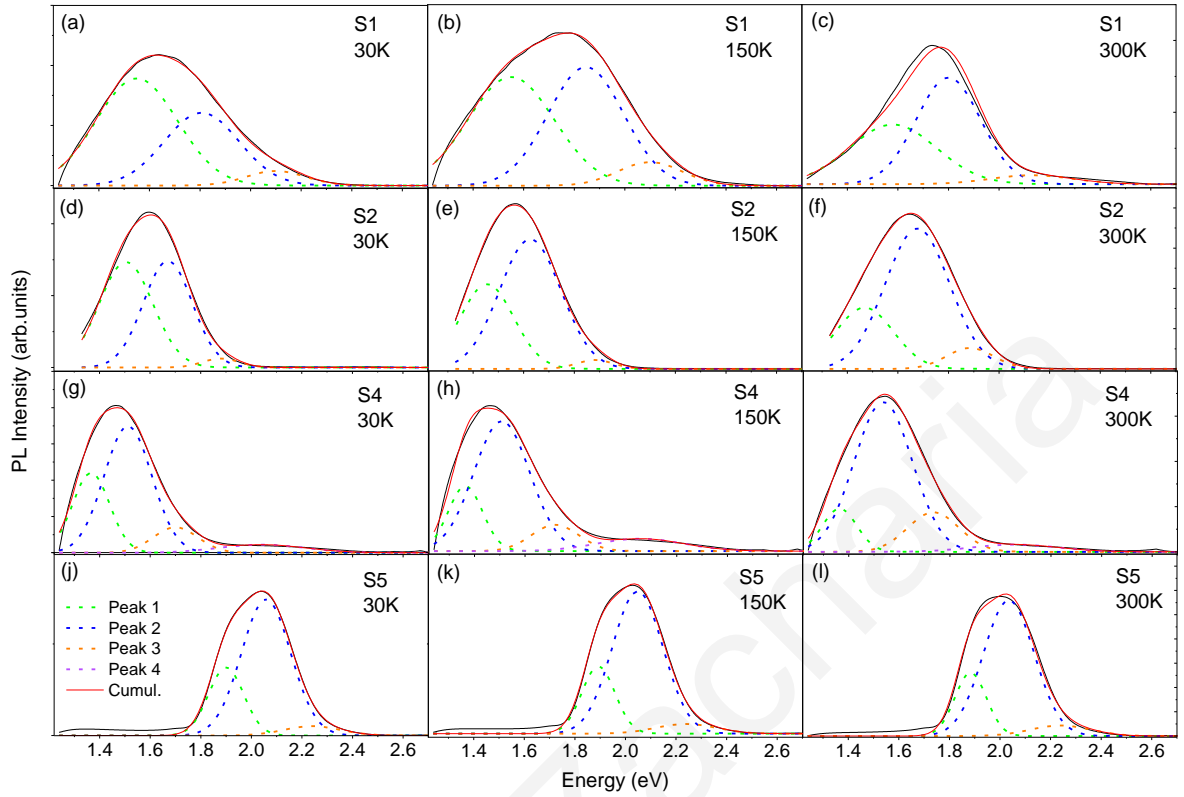 (a)
S1
30K
(b)
S1
150K
(c)
S1
300K
(d)
S2
30K
(e)
S2
150K
(f)
S2
300K
(g)
S4
30K
(h)
S4
150K
S4
300K
(j)
S5
30K
(k)
S5
150K
(l)
S5
300K
Peak 1
Peak 2
Peak 3
Peak 4
Cumul.
PL Intensity (arb.units)
1.4 1.6 1.8 2.0 2.2 2.4 2.6 1.4 1.6 1.8 2.0 2.2 2.4 2.6 1.4 1.6 1.8 2.0 2.2 2.4 2.6
Energy (eV)
Zacharia